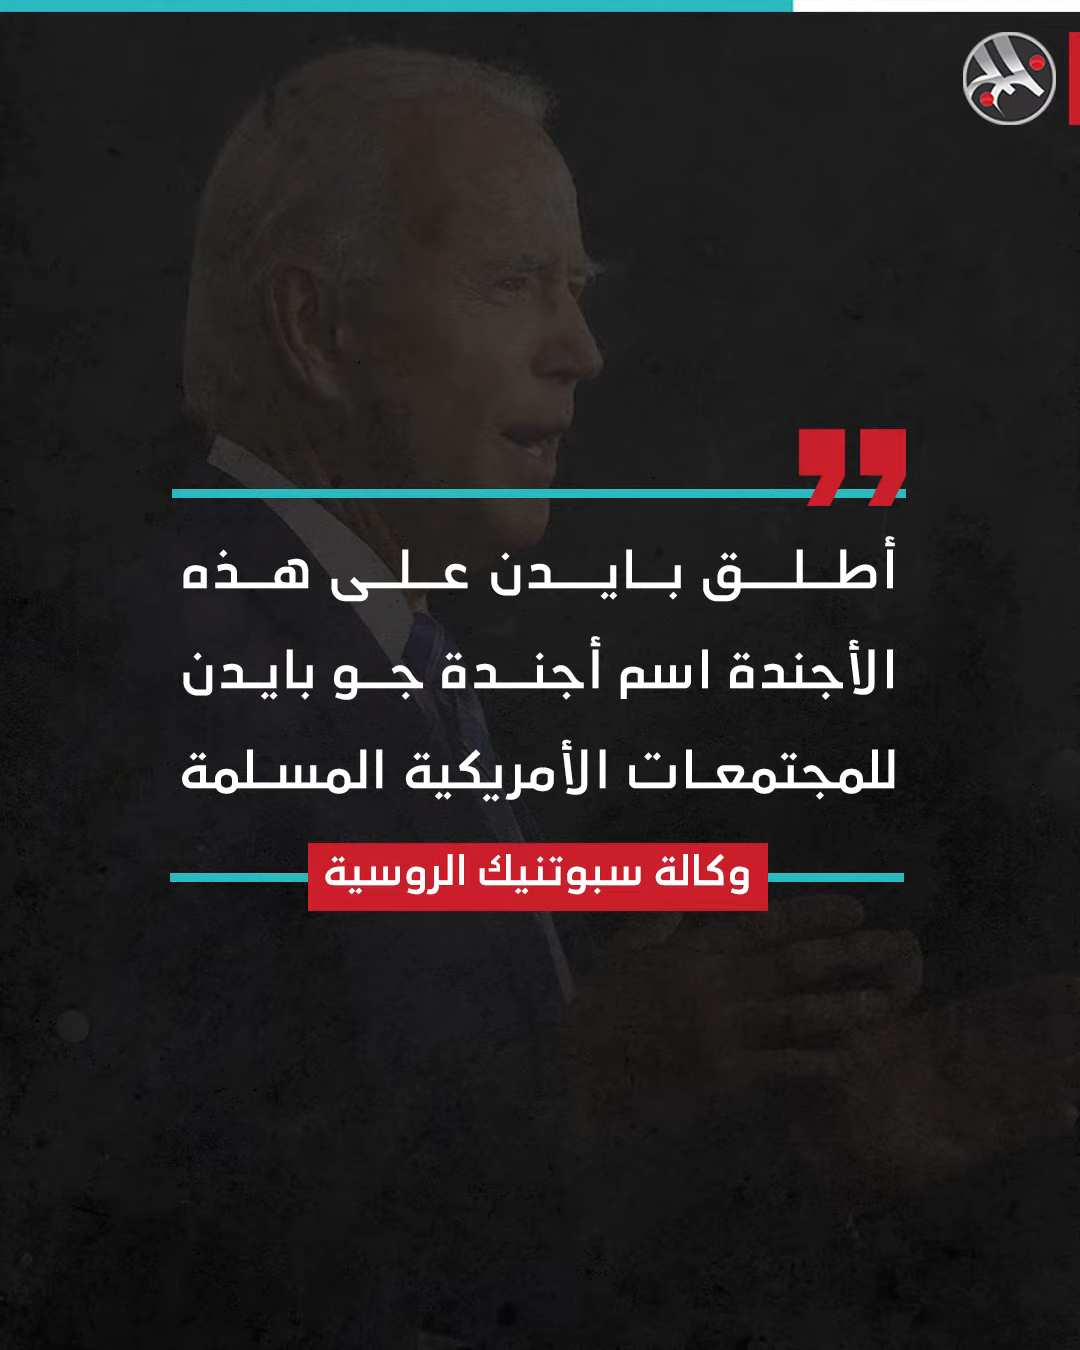 أطلق بايدن على هذه
الأجندة اسم أجندة جو بايدن
للمجتمعات الأمريكية المسلمة
وكالة سبوتنيك الروسية